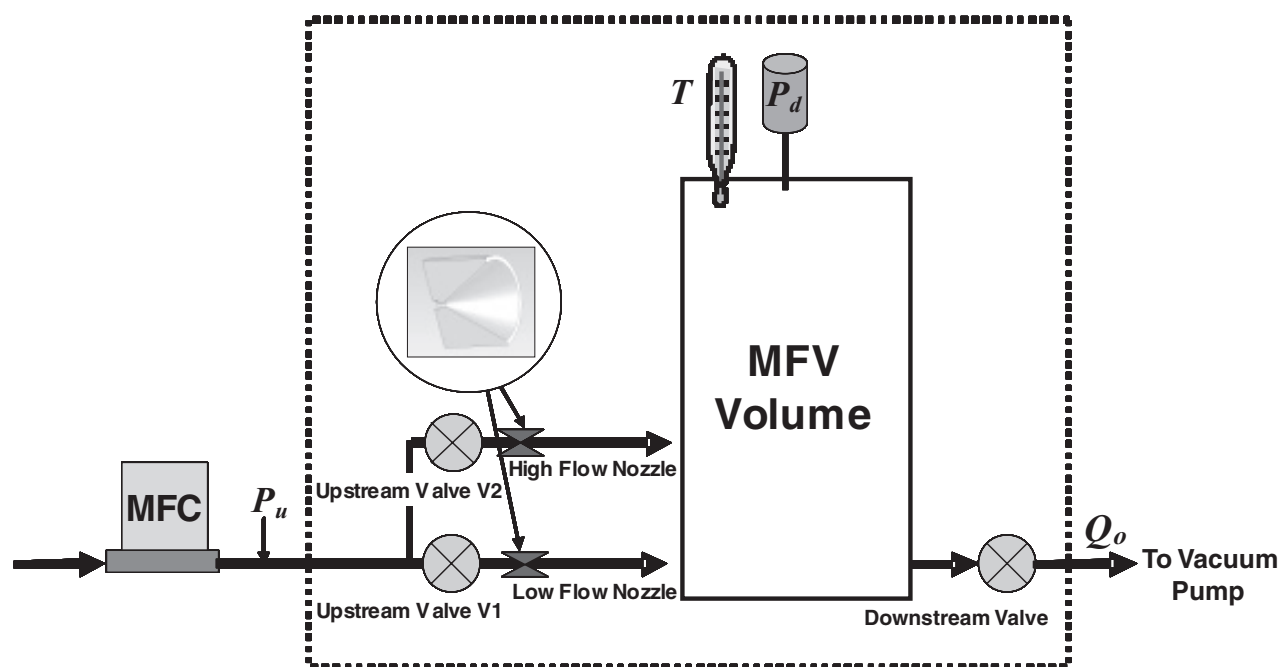 T
P_d
MFV
Volume
High Flow Nozzle
Upstream Valve V2
MFC
P_u
Q_o
To Vacuum
Pump
Low Flow Nozzle
Upstream Valve V1
Downstream Valve